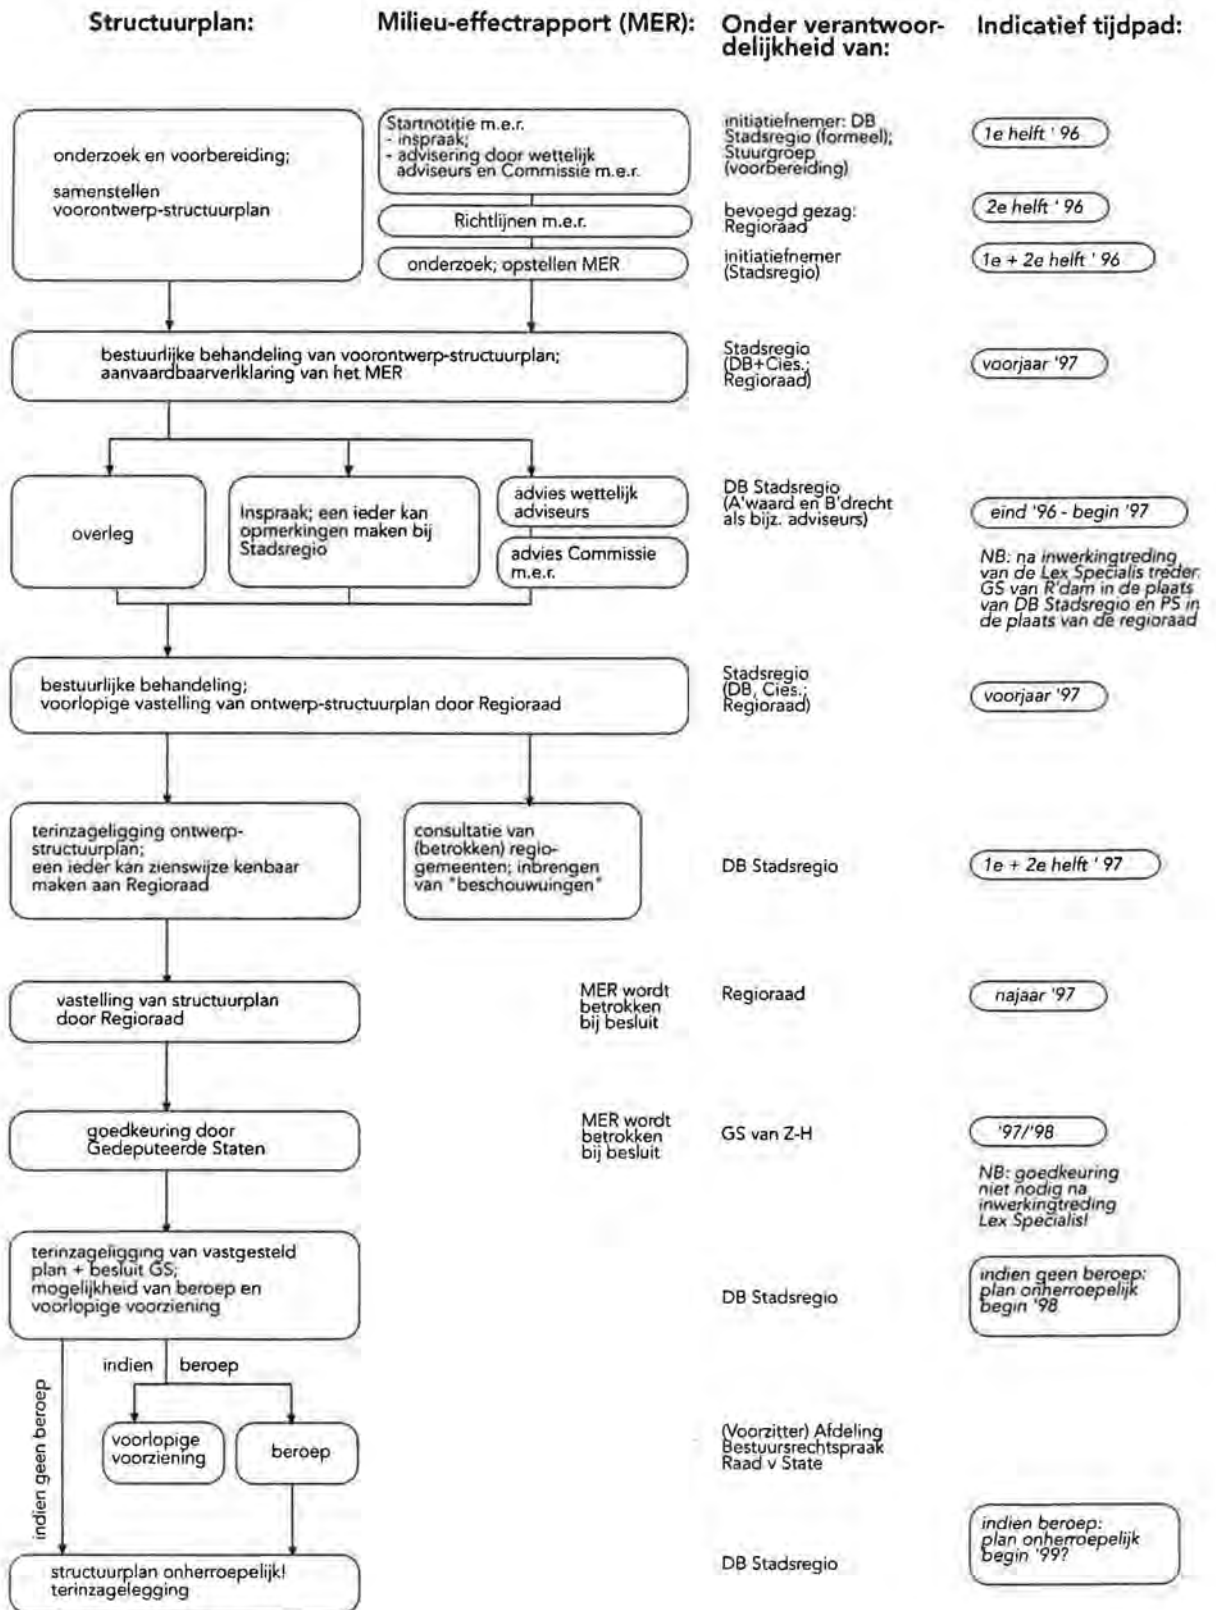 Structuurplan:
Milieu-effectrapport (MER):
Onder verantwoor-
delijkheid van:
Indicatief tijdpad:
onderzoek en voorbereiding;
samenstellen
voorontwerp-structuurplan
Startnotitie m.e.r.
- inspraak;
- advisering door wettelijk
adviseurs en Commissie m.e.r.
initiatiefnemer: DB
Stadsregio (formeel);
Stuurgroep
(voorbereiding)
1e helft ' 96
Richtlijnen m.e.r.
bevoegd gezag:
Regioraad
2e helft ' 96
onderzoek; opstellen MER
initiatiefnemer
(Stadsregio)
1e + 2e helft ' 96
bestuurlijke behandeling van voorontwerp-structuurplan;
aanvaardbaarverlklaring van het MER
Stadsregio
(DB+Cies.;
Regioraad)
voorjaar '97
overleg
Inspraak; een ieder kan
opmerkingen maken bij
Stadsregio
advies wettelijk
adviseurs
advies Commissie
m.e.r.
DB Stadsregio
(A'waard en B'drecht
als bijz. adviseurs)
eind '96 - begin '97
NB: na inwerkingtreding
van de Lex Specialis treder.
GS van R'dam in de plaats
van DB Stadsregio en PS in
de plaats van de regioraad
bestuurlijke behandeling;
voorlopige vastelling van ontwerp-structuurplan door Regioraad
Stadsregio
(DB, Cies.;
Regioraad)
voorjaar '97
terinzageligging ontwerp-
structuurplan;
een ieder kan zienswijze kenbaar
maken aan Regioraad
consultatie van
(betrokken) regio-
gemeenten; inbrengen
van "beschouwuingen"
DB Stadsregio
1e + 2e helft ' 97
vastelling van structuurplan
door Regioraad
MER wordt
betrokken
bij besluit
Regioraad
najaar '97
goedkeuring door
Gedeputeerde Staten
MER wordt
betrokken
bij besluit
GS van Z-H
'97/'98
NB: goedkeuring
niet nodig na
inwerkingtreding
Lex Specialis!
terinzageligging van vastgesteld
plan + besluit GS;
mogelijkheid van beroep en
voorlopige voorziening
DB Stadsregio
indien geen beroep:
plan onherroepelijk
begin '98
indien beroep
indien geen beroep
voorlopige
voorziening
beroep
(Voorzitter) Afdeling
Bestuursrechtspraak
Raad v State
structuurplan onherroepelijk!
terinzagelegging
DB Stadsregio
indien beroep:
plan onherroepelijk
begin '99?